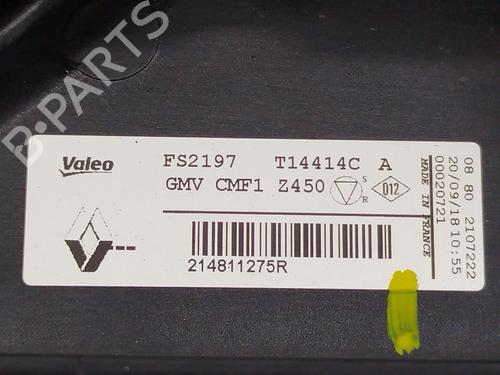 B-PARTS
Valeo
FS2197 T14414C A
GMV CMF1 Z450 S R 012
214811275R
MADE IN FRANCE
00020721
20/09/18 10:55
08 80 2107222